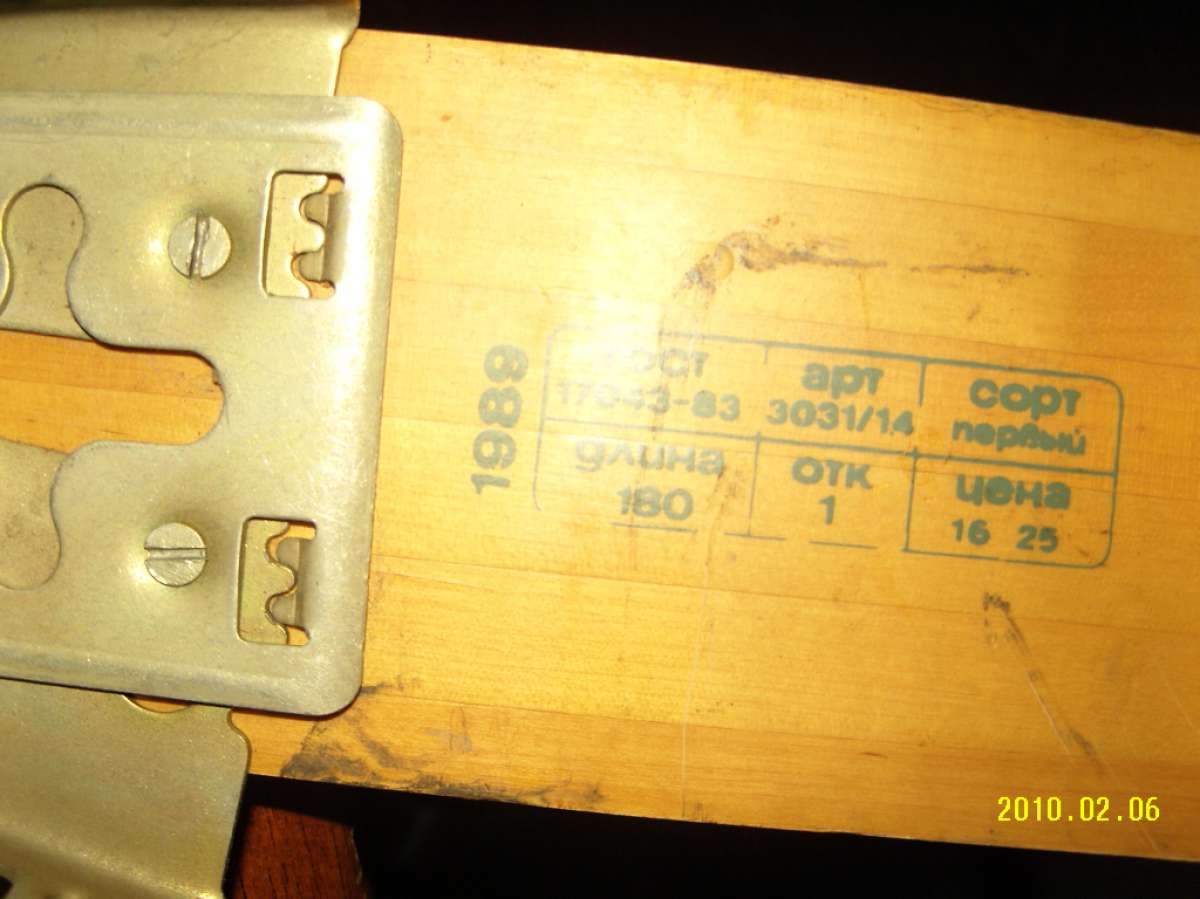 1989
гост арт сорт
17043-83 3031/14 первый
длина отк цена
180 1 16 25
2010.02.06